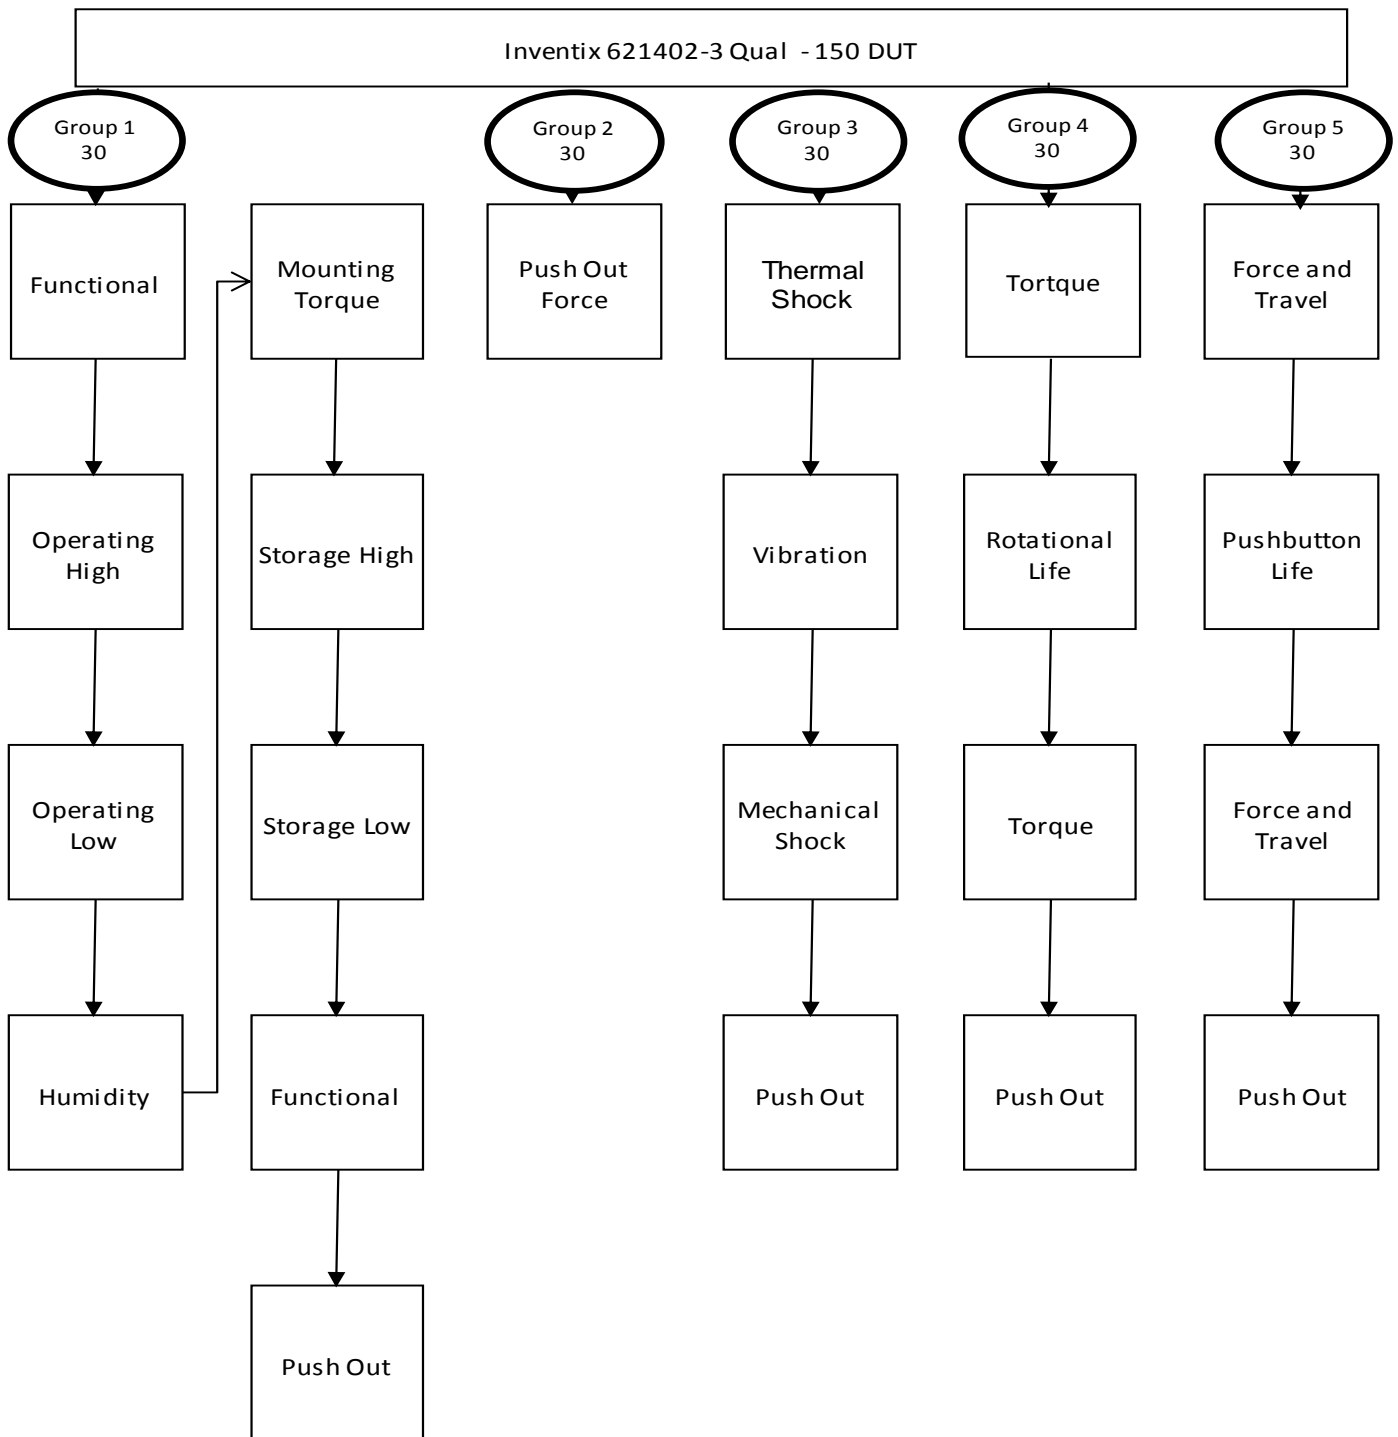 Inventix 621402-3 Qual - 150 DUT
Group 1
30
Group 2
30
Group 3
30
Group 4
30
Group 5
30
Functional
Mounting
Torque
Push Out
Force
Thermal
Shock
Tortque
Force and
Travel
Operating
High
Storage High
Vibration
Rotational
Life
Pushbutton
Life
Operating
Low
Storage Low
Mechanical
Shock
Torque
Force and
Travel
Humidity
Functional
Push Out
Push Out
Push Out
Push Out